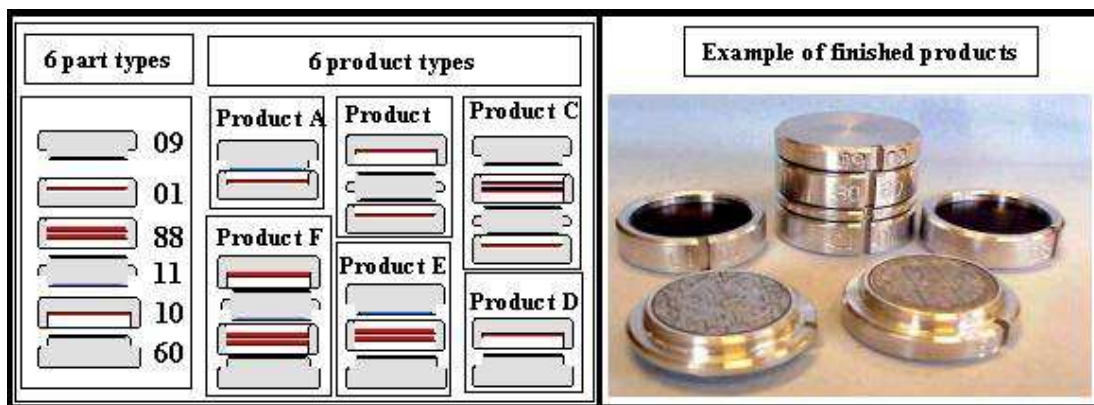 6 part types
6 product types
09
01
88
11
10
60
Product A
Product
Product C
Product F
Product E
Product D
Example of finished products